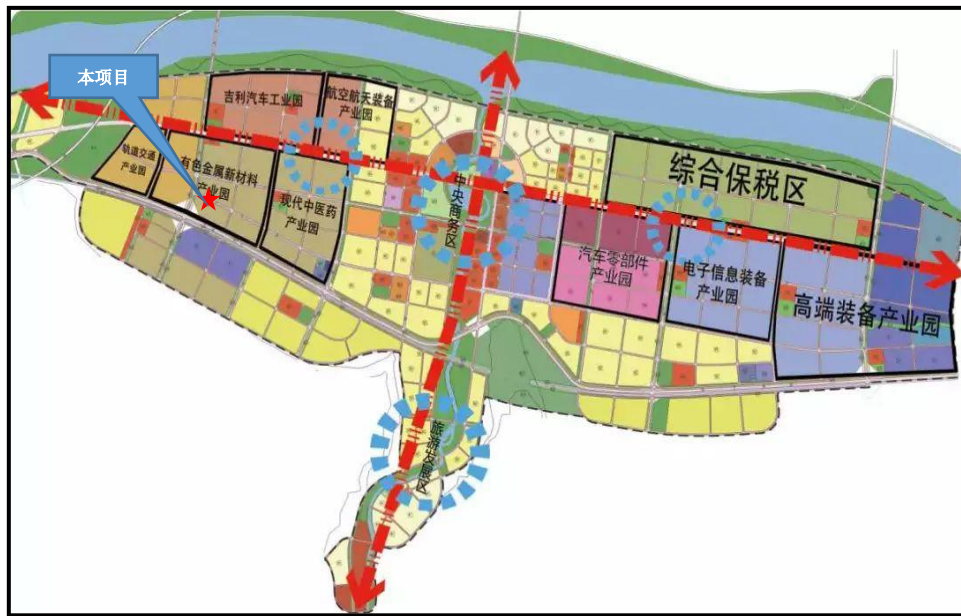 本项目
吉利汽车工业园
航空航天装备
产业园
轨道交通
产业园
有色金属新材料
产业园
现代中医药
产业园
中央商务区
综合保税区
汽车零部件
产业园
电子信息装备
产业园
高端装备产业园
旅游发展区